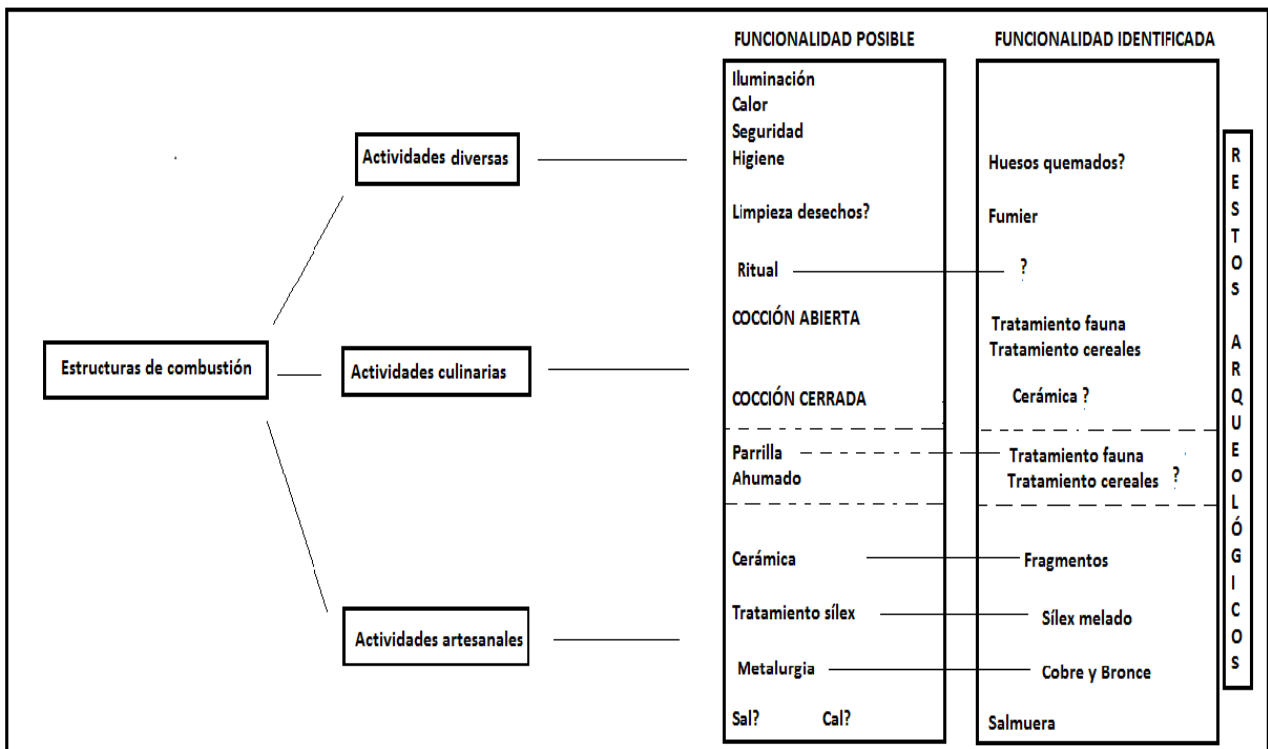 FUNCIONALIDAD POSIBLE
FUNCIONALIDAD IDENTIFICADA
Estructuras de combustión
Actividades diversas
Actividades culinarias
Actividades artesanales
Iluminación
Calor
Seguridad
Higiene
Limpieza desechos?
Ritual
COCCIÓN ABIERTA
COCCIÓN CERRADA
Parrilla
Ahumado
Cerámica
Tratamiento sílex
Metalurgia
Sal? Cal?
Huesos quemados?
Fumier
?
Tratamiento fauna
Tratamiento cereales
Cerámica ?
Tratamiento fauna
Tratamiento cereales ?
Fragmentos
Sílex melado
Cobre y Bronce
Salmuera
RESTOS ARQUEOLÓGICOS